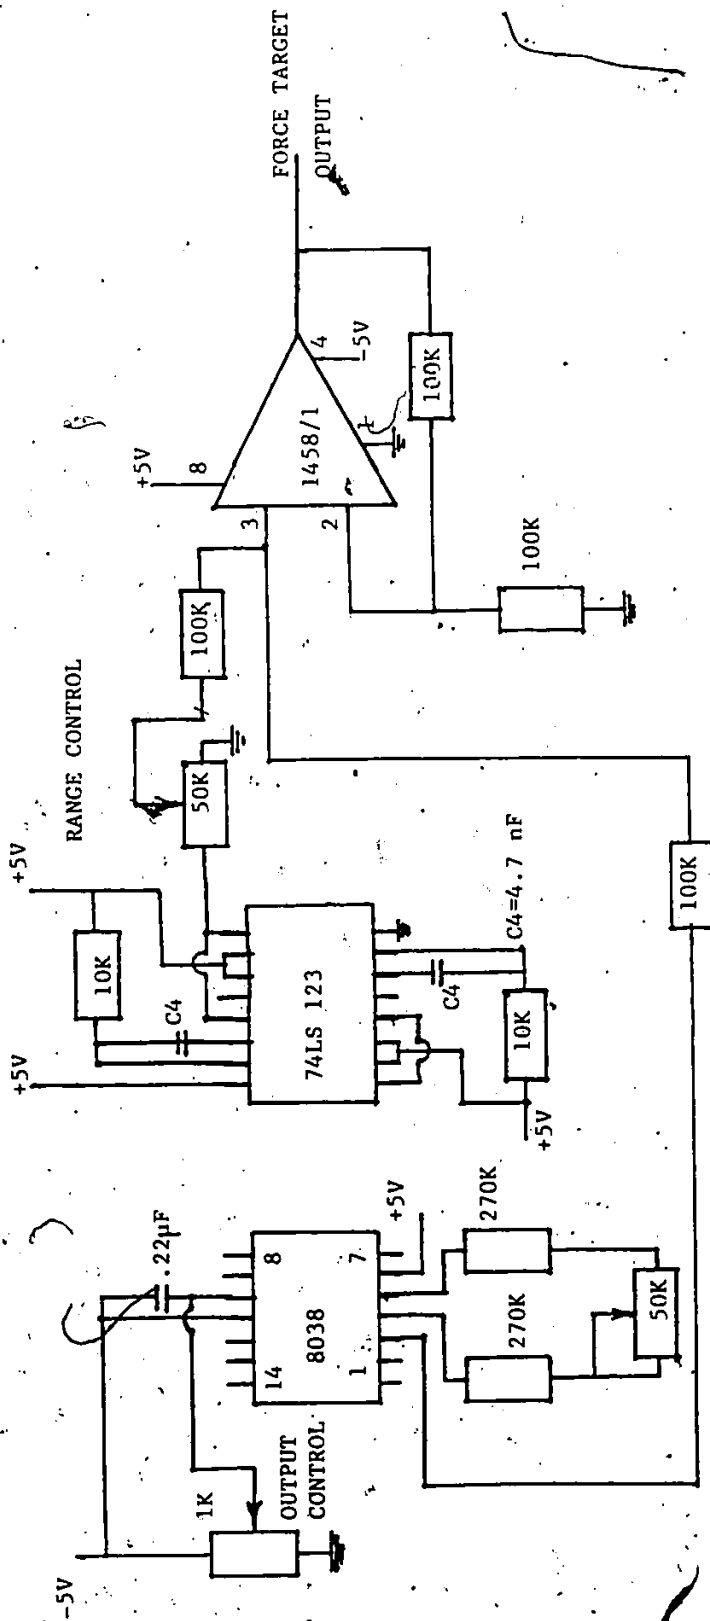 -5V
1K
OUTPUT
CONTROL
.22µF
14
8
8038
1
7
+5V
270K
270K
50K
+5V
+5V
10K
C4
74LS 123
C4
C4=4.7 nF
10K
+5V
RANGE CONTROL
50K
100K
100K
+5V
8
3
2
1458/1
4
-5V
1
100K
100K
FORCE TARGET
OUTPUT